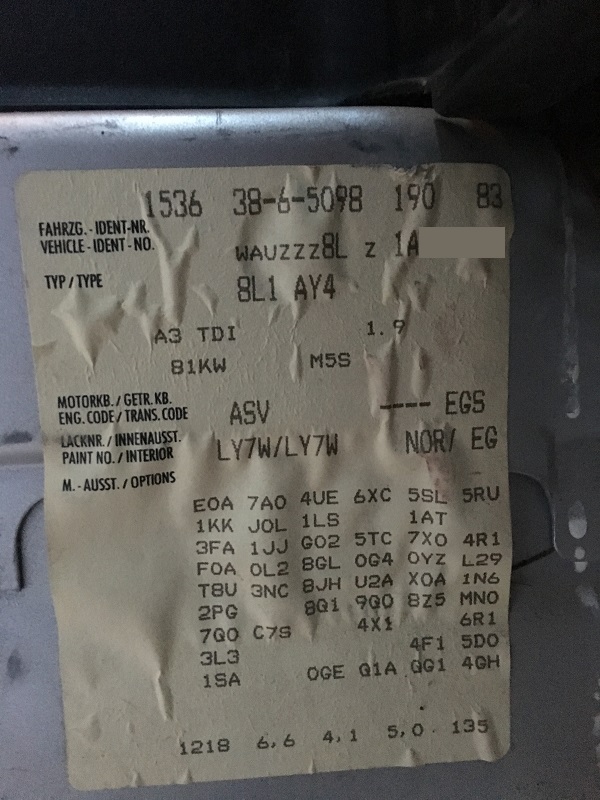 1536 38-6-5098 190 83
FAHRZG.-IDENT-NR.
VEHICLE-IDENT-NO. WAUZZZ8L Z 1A
TYP / TYPE 8L1 AY4
A3 TDI 1.9
81KW M5S
MOTORKB. / GETR. KB.
ENG. CODE / TRANS. CODE ASV ---- EGS
LACKNR. / INNENAUSST.
PAINT NO. / INTERIOR LY7W/LY7W NOR/ EG
M.-AUSST. / OPTIONS
E0A 7A0 4UE 6XC 5SL 5RU
1KK J0L 1LS 1AT
3FA 1JJ G02 5TC 7X0 4R1
F0A 0L2 8GL 0G4 0YZ L29
T8U 3NC 8JH U2A X0A 1N6
2PG 8Q1 9Q0 8Z5 MN0
7Q0 C7S 4X1 6R1
3L3 4F1 5D0
1SA 0GE Q1A QG1 4GH
1218 6,6 4,1 5,0 135